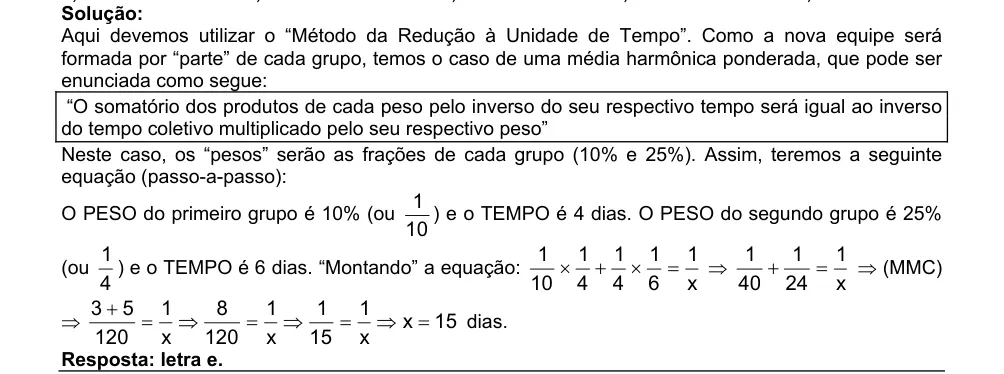 Solução:
Aqui devemos utilizar o “Método da Redução à Unidade de Tempo”. Como a nova equipe será
formada por “parte” de cada grupo, temos o caso de uma média harmônica ponderada, que pode ser
enunciada como segue:
“O somatório dos produtos de cada peso pelo inverso do seu respectivo tempo será igual ao inverso
do tempo coletivo multiplicado pelo seu respectivo peso”
Neste caso, os “pesos” serão as frações de cada grupo (10% e 25%). Assim, teremos a seguinte
equação (passo-a-passo):
O PESO do primeiro grupo é 10% (ou 1/10) e o TEMPO é 4 dias. O PESO do segundo grupo é 25%
(ou 1/4) e o TEMPO é 6 dias. “Montando” a equação: 1/10 × 1/4 + 1/4 × 1/6 = 1/x ⇒ 1/40 + 1/24 = 1/x ⇒ (MMC)
⇒ 3 + 5/120 = 1/x ⇒ 8/120 = 1/x ⇒ 1/15 = 1/x ⇒ x = 15 dias.
Resposta: letra e.